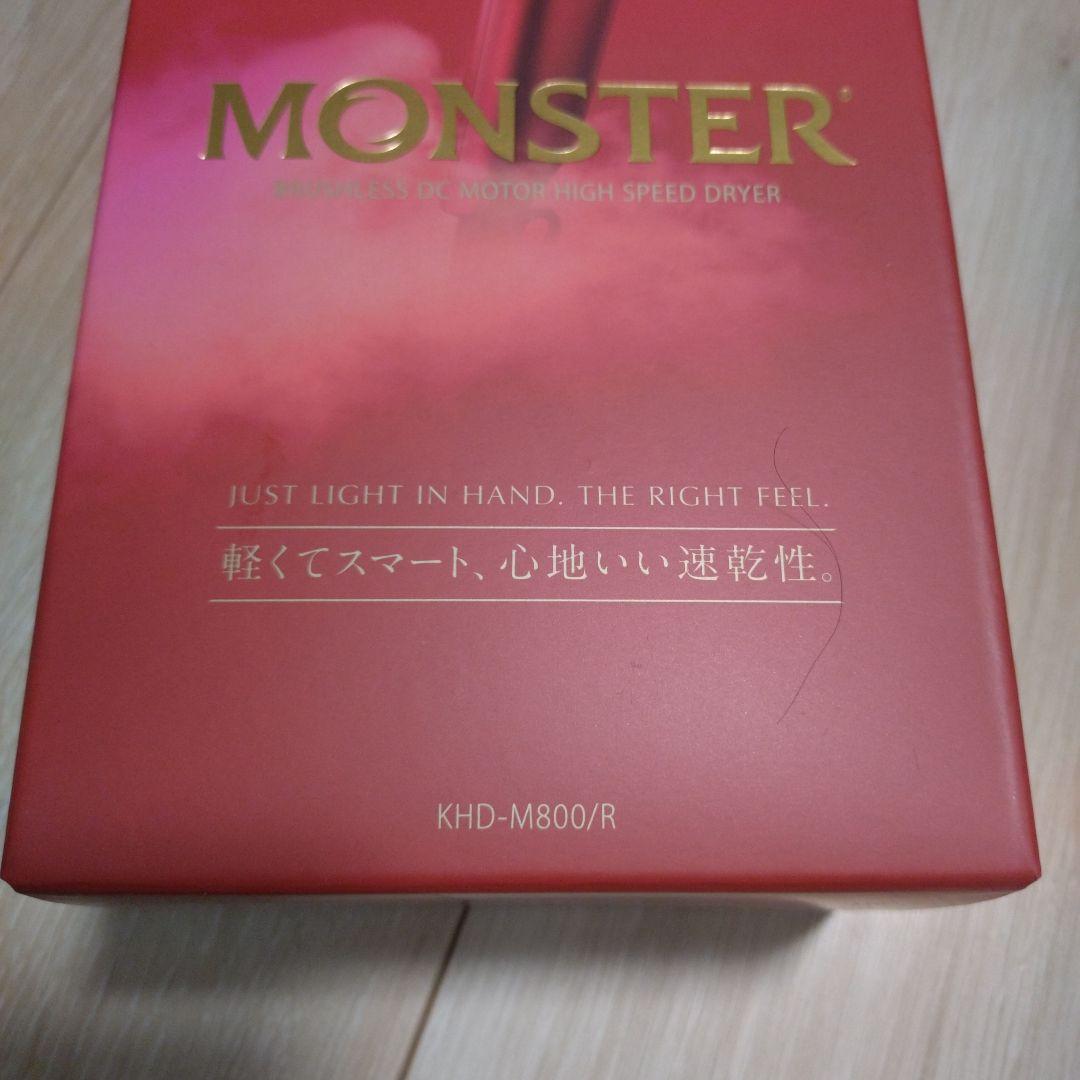 MONSTER®
BRUSHLESS DC MOTOR HIGH SPEED DRYER
JUST LIGHT IN HAND. THE RIGHT FEEL.
軽くてスマート、心地いい速乾性。
KHD-M800/R